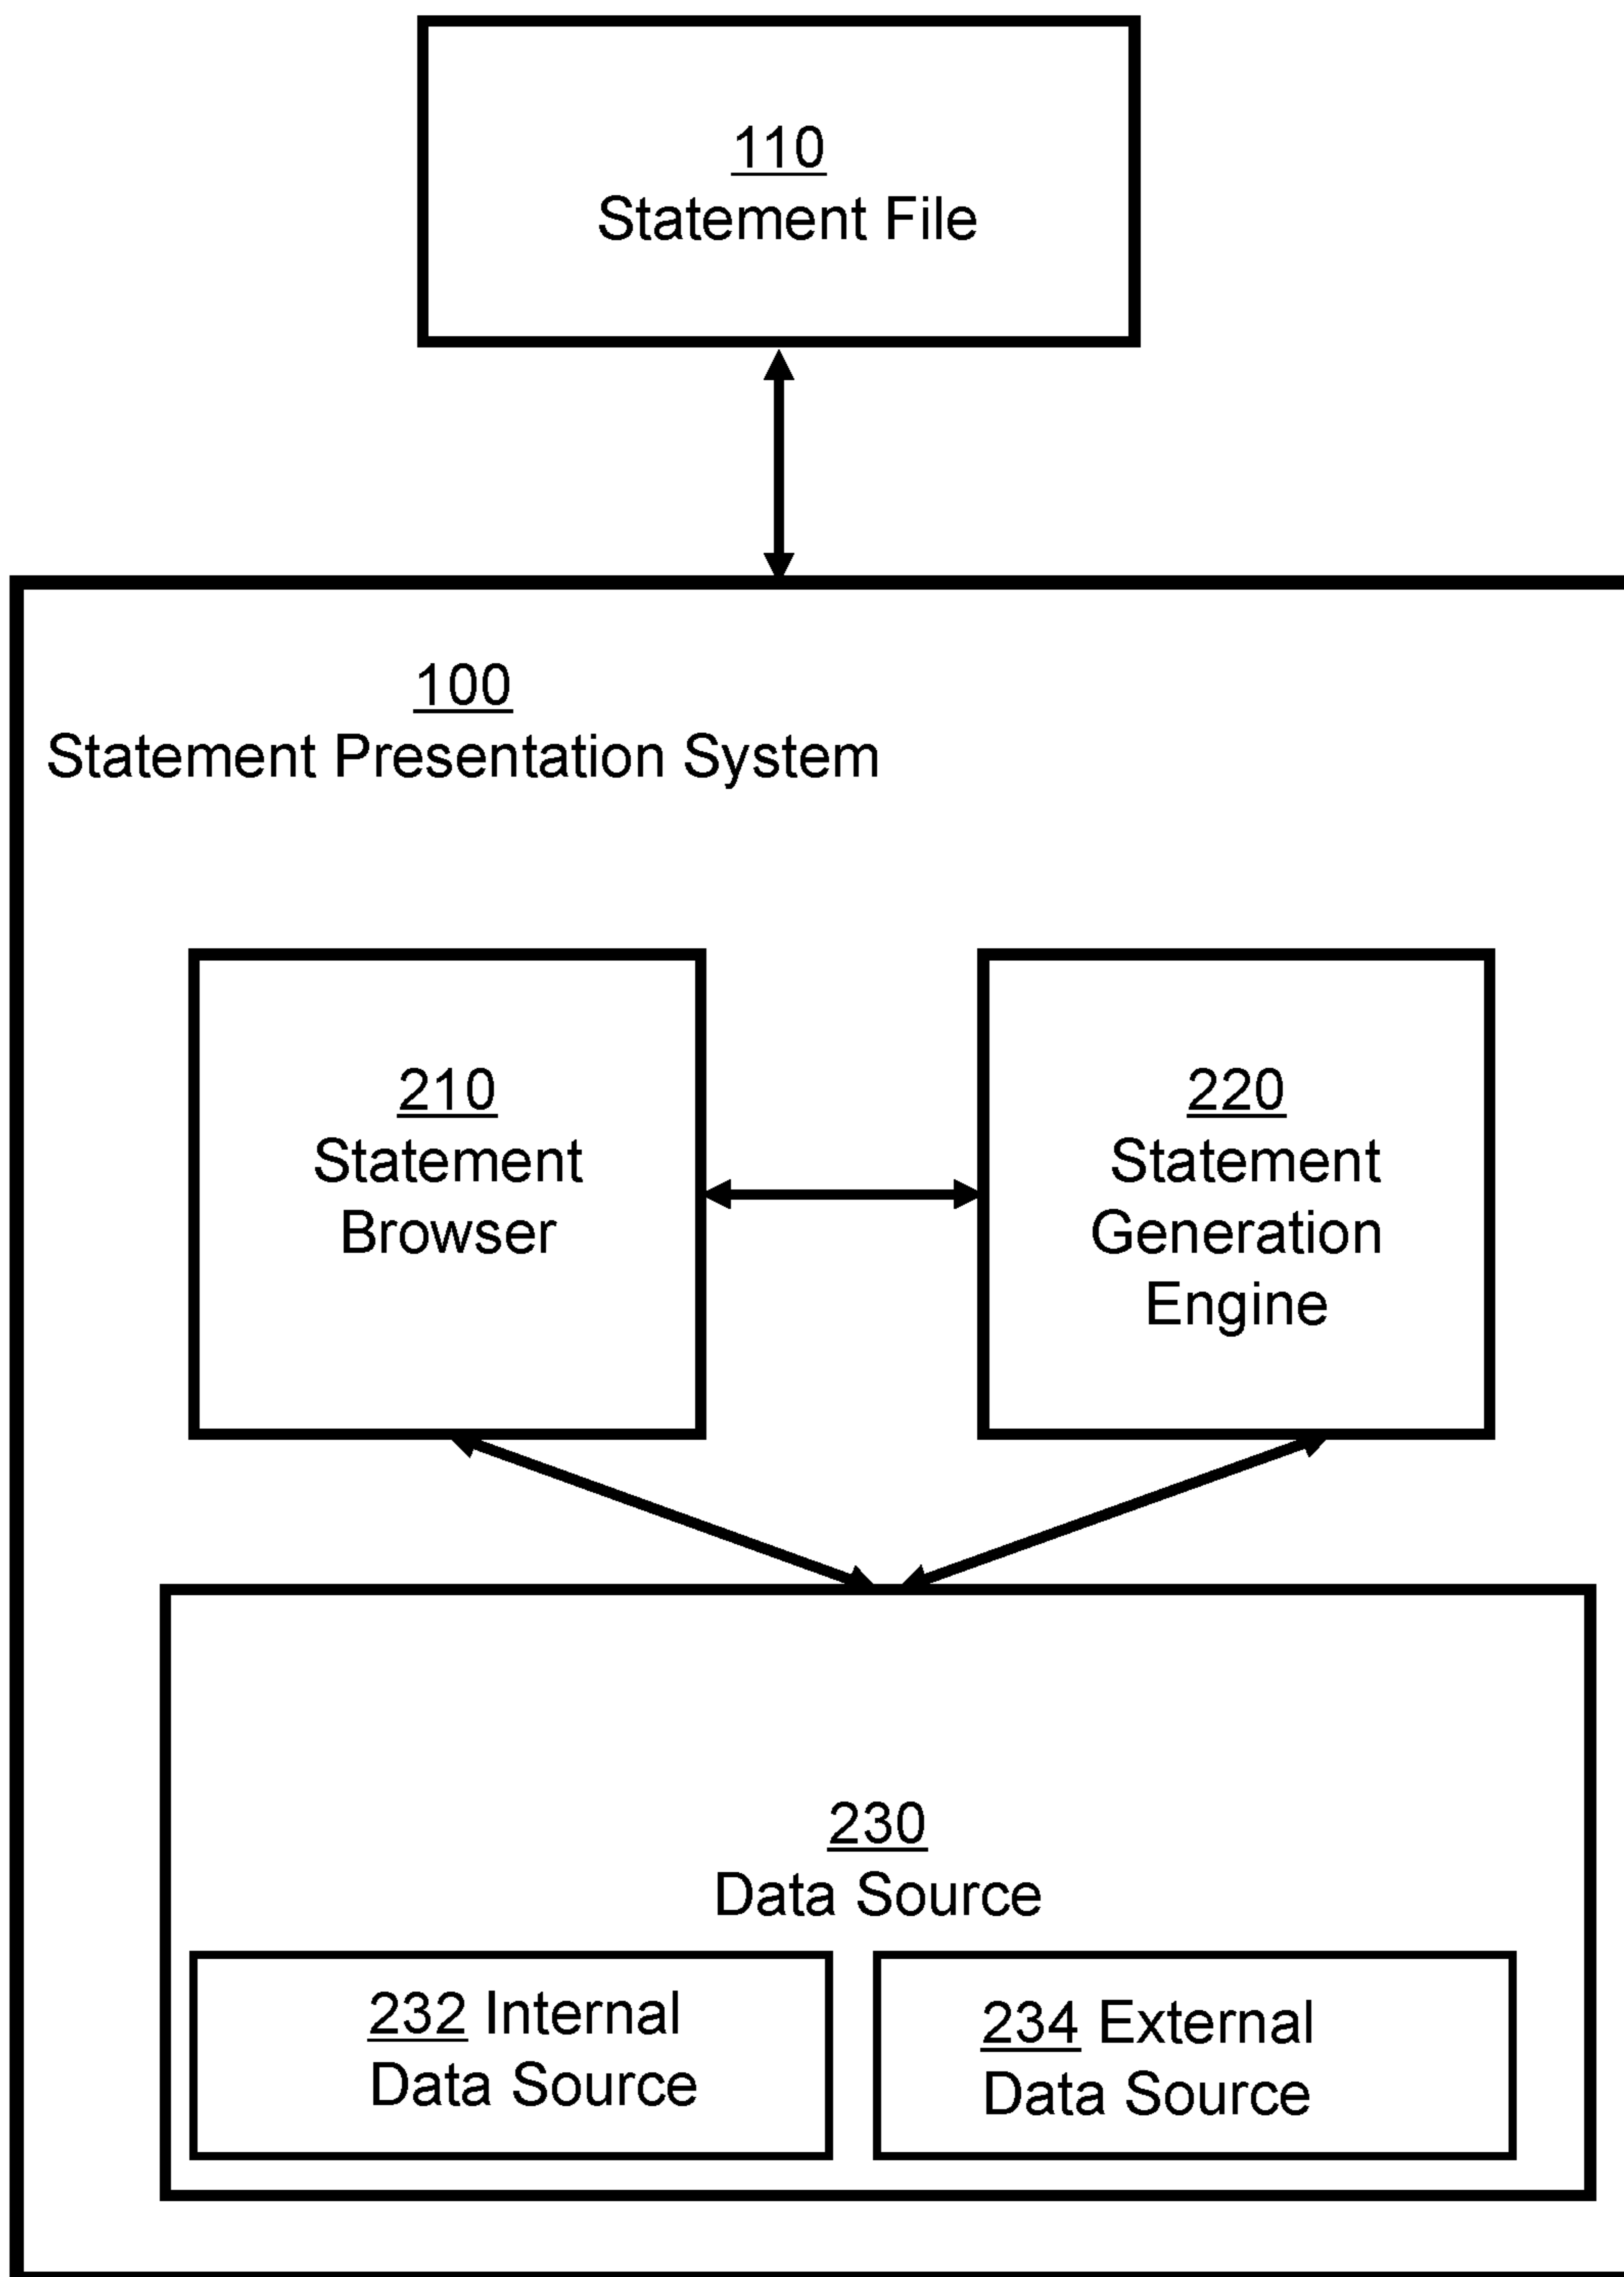 110
Statement File
100
Statement Presentation System
210
Statement
Browser
220
Statement
Generation
Engine
230
Data Source
232 Internal
Data Source
234 External
Data Source